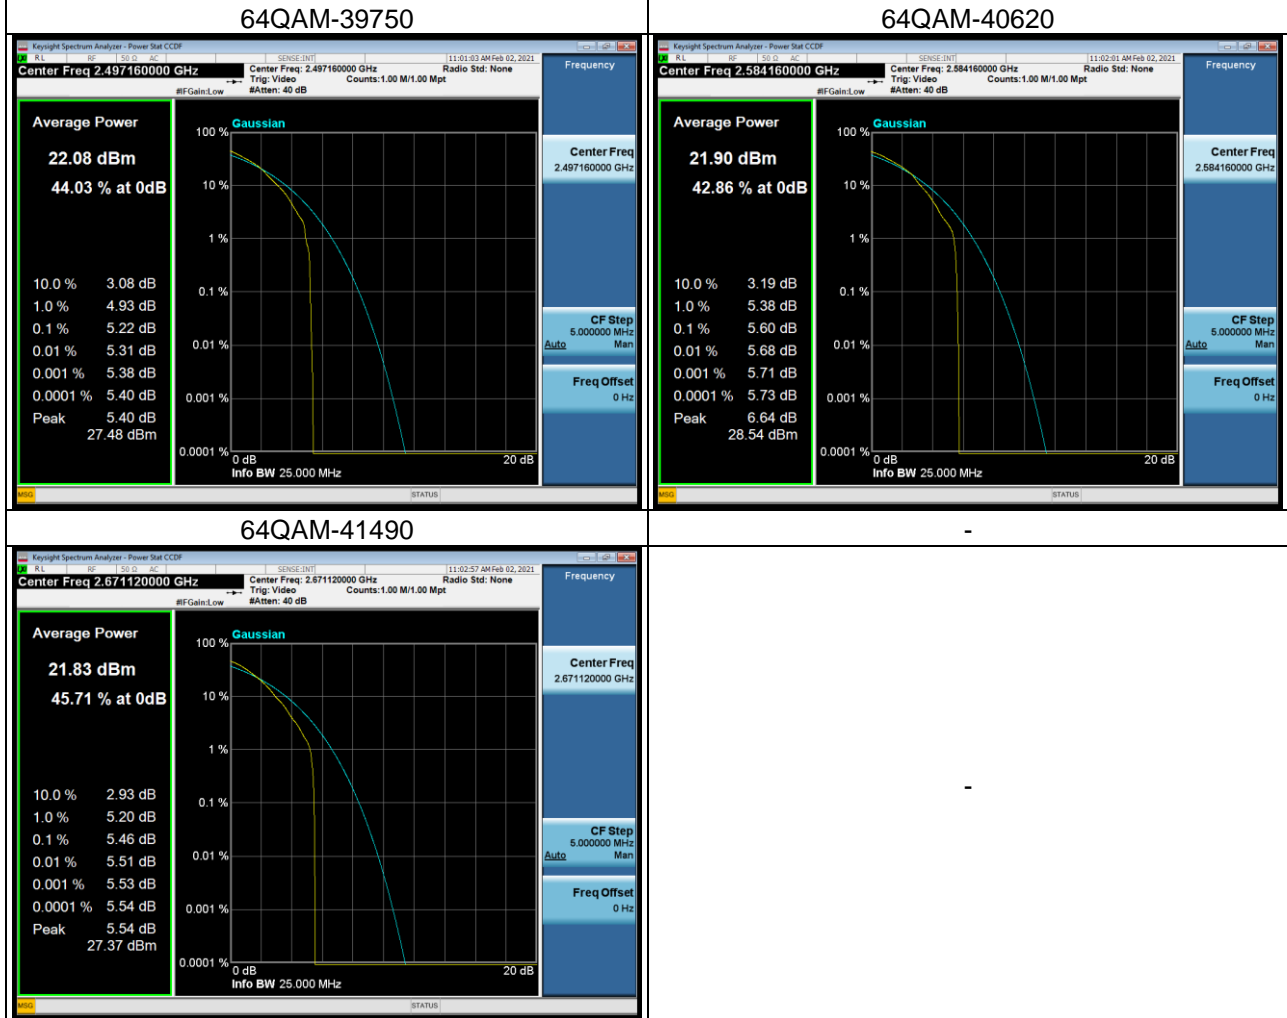 64QAM-39750
64QAM-40620
Keysight Spectrum Analyzer - Power Stat CCDF
RL RF 50 Ω AC SENSE:INT 11:01:03 AM Feb 02, 2021
Center Freq 2.497160000 GHz
Center Freq: 2.497160000 GHz
Radio Std: None
Trig: Video
Counts:1.00 M/1.00 Mpt
#IFGain:Low
#Atten: 40 dB
Average Power
22.08 dBm
44.03 % at 0dB
10.0 % 3.08 dB
1.0 % 4.93 dB
0.1 % 5.22 dB
0.01 % 5.31 dB
0.001 % 5.38 dB
0.0001 % 5.40 dB
Peak 5.40 dB
27.48 dBm
Gaussian
100 %
10 %
1 %
0.1 %
0.01 %
0.001 %
0.0001 %
0 dB
20 dB
Info BW 25.000 MHz
Frequency
Center Freq
2.497160000 GHz
CF Step
5.000000 MHz
Auto Man
Freq Offset
0 Hz
MSG
STATUS
Keysight Spectrum Analyzer - Power Stat CCDF
RL RF 50 Ω AC SENSE:INT 11:02:01 AM Feb 02, 2021
Center Freq 2.584160000 GHz
Center Freq: 2.584160000 GHz
Radio Std: None
Trig: Video
Counts:1.00 M/1.00 Mpt
#IFGain:Low
#Atten: 40 dB
Average Power
21.90 dBm
42.86 % at 0dB
10.0 % 3.19 dB
1.0 % 5.38 dB
0.1 % 5.60 dB
0.01 % 5.68 dB
0.001 % 5.71 dB
0.0001 % 5.73 dB
Peak 6.64 dB
28.54 dBm
Gaussian
100 %
10 %
1 %
0.1 %
0.01 %
0.001 %
0.0001 %
0 dB
20 dB
Info BW 25.000 MHz
Frequency
Center Freq
2.584160000 GHz
CF Step
5.000000 MHz
Auto Man
Freq Offset
0 Hz
MSG
STATUS
64QAM-41490
-
Keysight Spectrum Analyzer - Power Stat CCDF
RL RF 50 Ω AC SENSE:INT 11:02:57 AM Feb 02, 2021
Center Freq 2.671120000 GHz
Center Freq: 2.671120000 GHz
Radio Std: None
Trig: Video
Counts:1.00 M/1.00 Mpt
#IFGain:Low
#Atten: 40 dB
Average Power
21.83 dBm
45.71 % at 0dB
10.0 % 2.93 dB
1.0 % 5.20 dB
0.1 % 5.46 dB
0.01 % 5.51 dB
0.001 % 5.53 dB
0.0001 % 5.54 dB
Peak 5.54 dB
27.37 dBm
Gaussian
100 %
10 %
1 %
0.1 %
0.01 %
0.001 %
0.0001 %
0 dB
20 dB
Info BW 25.000 MHz
Frequency
Center Freq
2.671120000 GHz
CF Step
5.000000 MHz
Auto Man
Freq Offset
0 Hz
MSG
STATUS
-